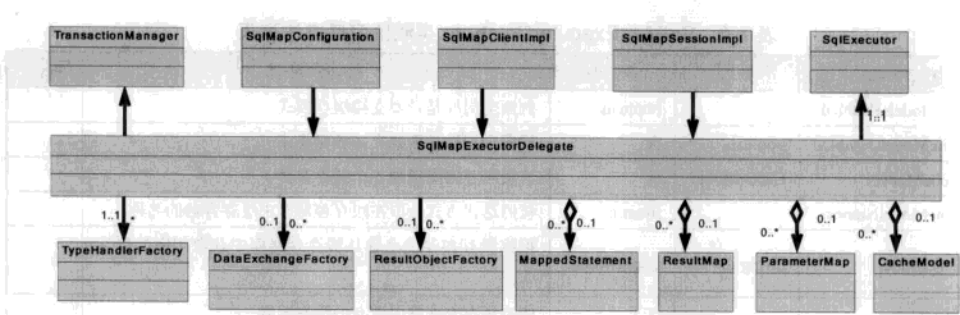 TransactionManager SqlMapConfiguration SqlMapClientImpl SqlMapSessionImpl SqlExecutor
1..1
SqlMapExecutorDelegate
1..1 * 0..1 0..* 0..1 0..* 0..* 0..1 0..* 0..1 0..* 0..1 0..* 0..1
TypeHandlerFactory DataExchangeFactory ResultObjectFactory MappedStatement ResultMap ParameterMap CacheModel